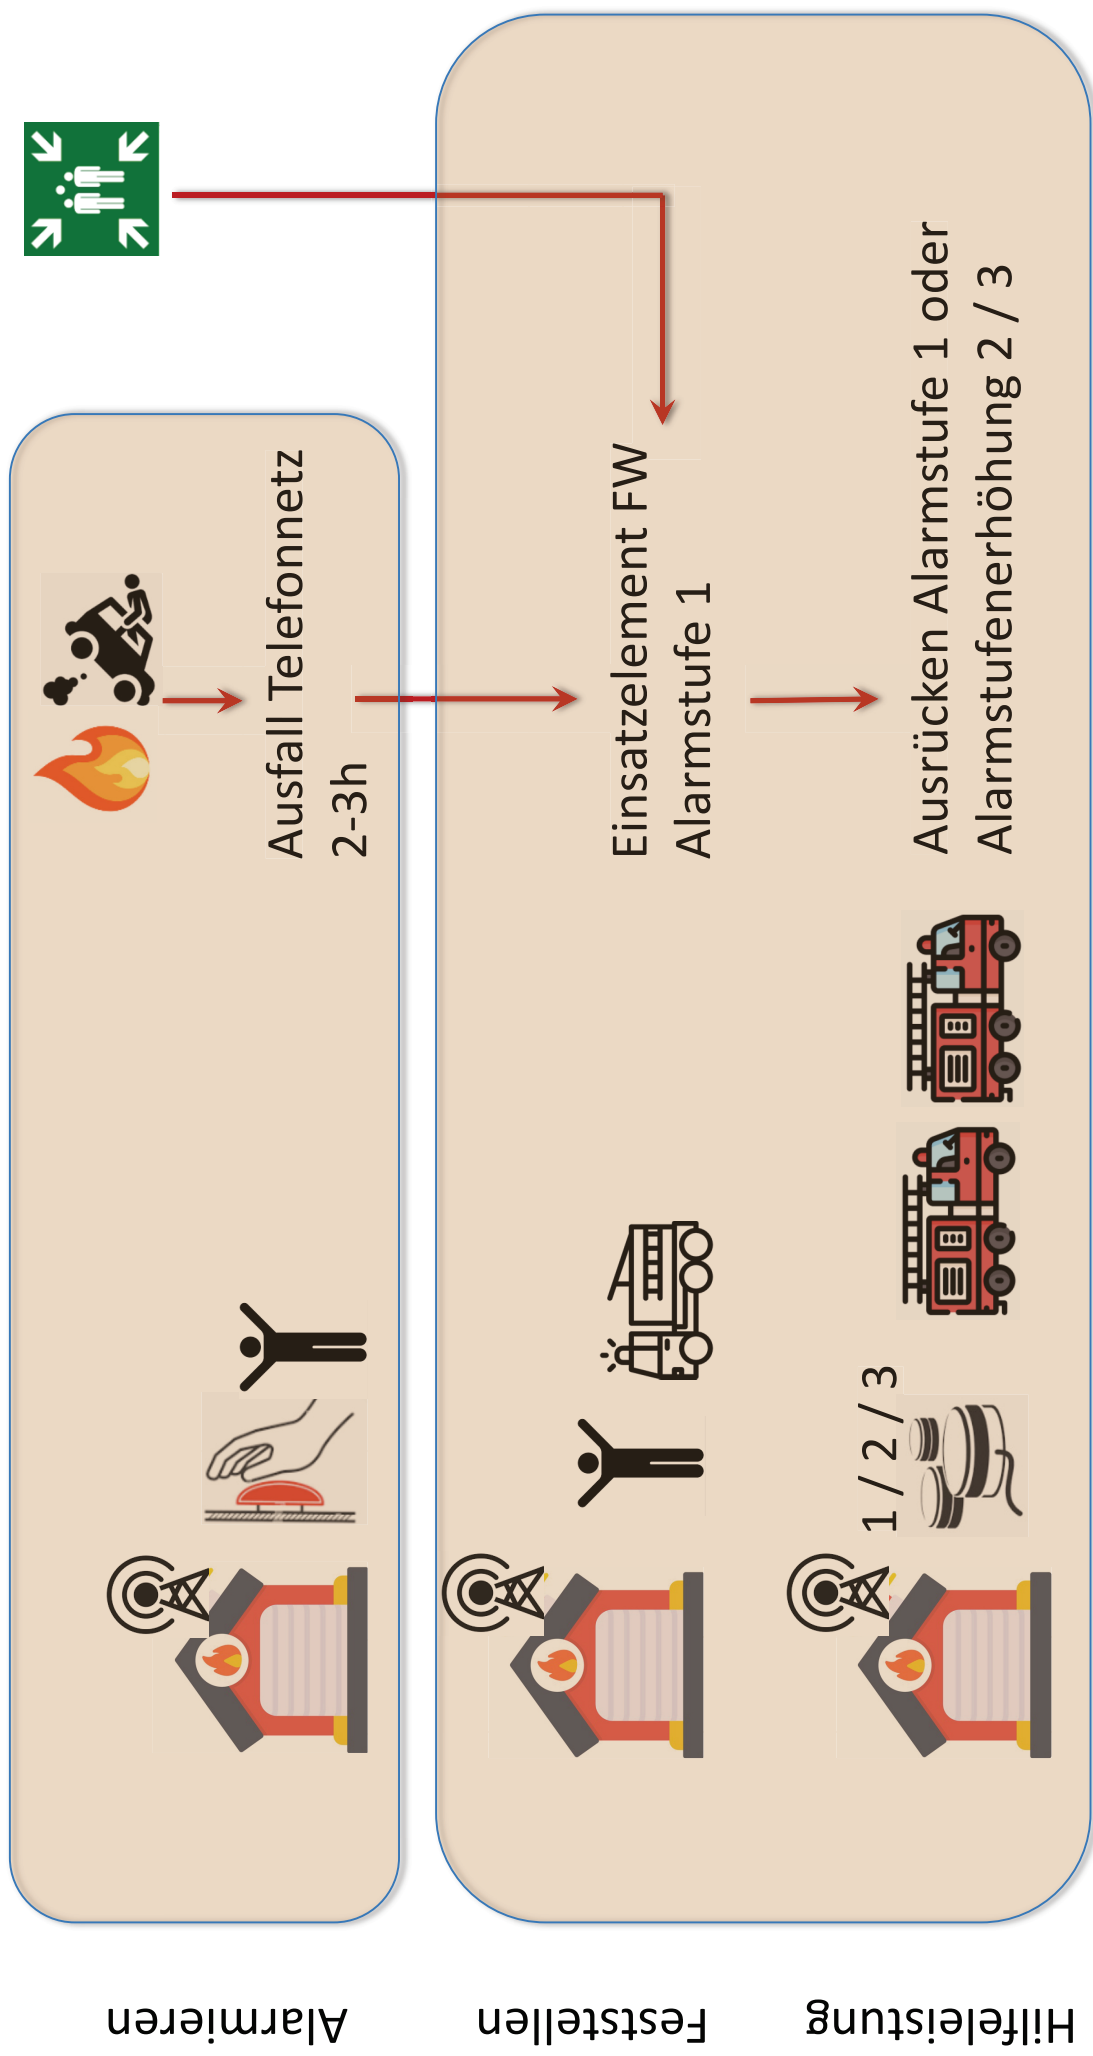 Alarmieren
Ausfall Telefonnetz
2-3h
Feststellen
Einsatzelement FW
Alarmstufe 1
Hilfeleistung
1 / 2 / 3
Ausrücken Alarmstufe 1 oder
Alarmstufenerhöhung 2 / 3